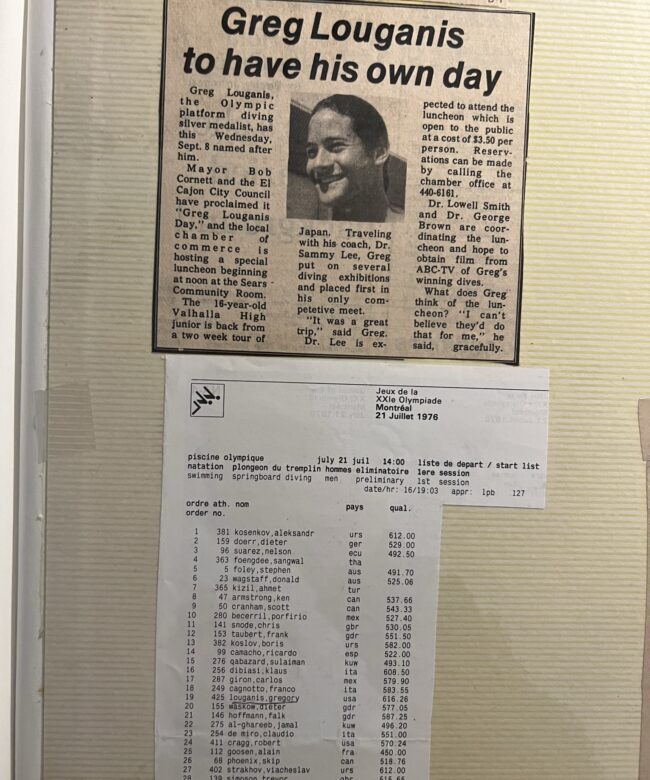 Greg Louganis
to have his own day
Greg Louganis,
the Olympic
platform diving
silver medalist, has
this Wednesday,
Sept. 8 named after
him.
Mayor Bob
Cornett and the El
Cajon City Council
have proclaimed it
"Greg Louganis
Day," and the local
chamber of
commerce is
hosting a special
luncheon beginning
at noon at the Sears
Community Room.
The 16-year-old
Valhalla High
junior is back from
a two week tour of
Japan. Traveling
with his coach, Dr.
Sammy Lee, Greg
put on several
diving exhibitions
and placed first in
his only com-
petetive meet.
"It was a great
trip," said Greg.
Dr. Lee is ex-
pected to attend the
luncheon which is
open to the public
at a cost of $3.50 per
person. Reserv-
ations can be made
by calling the
chamber office at
440-6161.
Dr. Lowell Smith
and Dr. George
Brown are coor-
dinating the lun-
cheon and hope to
obtain film from
ABC-TV of Greg's
winning dives.
What does Greg
think of the lun-
cheon? "I can't
believe they'd do
that for me," he
said, gracefully.
Jeux de la
XXIe Olympiade
Montréal
21 Juillet 1976
piscine olympique july 21 juil 14:00 liste de depart / start list
natation plongeon du tremplin hommes eliminatoire 1ere session
swimming springboard diving men preliminary 1st session
date/hr: 16/19:03 appr: lpb 127
ordre ath. nom pays qual.
order no.
1 381 kosenkov,aleksandr urs 612.00
2 159 doerr,dieter ger 529.00
3 96 suarez,nelson ecu 492.50
4 363 foengdee,sangwal tha
5 5 foley,stephen aus 491.70
6 23 wagstaff,donald aus 525.06
7 365 kizil,ahmet tur
8 47 armstrong,ken can 537.66
9 50 cranham,scott can 543.33
10 280 becerril,porfirio mex 527.40
11 141 snode,chris gbr 530.05
12 153 taubert,frank gdr 551.50
13 382 koslov,boris urs 582.00
14 99 camacho,ricardo esp 522.00
15 276 qabazard,sulaiman kuw 493.10
16 256 dibiasi,klaus ita 608.50
17 287 giron,carlos mex 579.90
18 249 cagnotto,franco ita 583.55
19 425 louganis,gregory usa 616.26
20 155 waskow,dieter gdr 577.05
21 146 hoffmann,falk gdr 587.25
22 275 al-ghareeb,jamal kuw 496.20
23 254 de miro,claudio ita 551.00
24 411 cragg,robert usa 570.24
25 112 goosen,alain fra 450.00
26 68 phoenix,skip can 518.76
27 402 strakhov,viacheslav urs 612.00